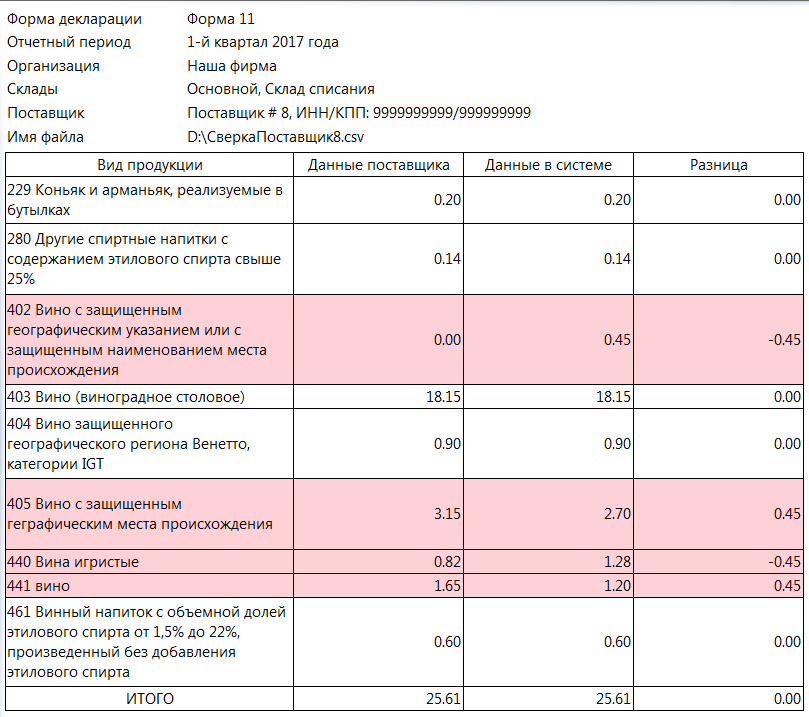 Форма декларации Форма 11
Отчетный период 1-й квартал 2017 года
Организация Наша фирма
Склады Основной, Склад списания
Поставщик Поставщик # 8, ИНН/КПП: 9999999999/999999999
Имя файла D:\СверкаПоставщик8.csv
Вид продукции Данные поставщика Данные в системе Разница
229 Коньяк и арманьяк, реализуемые в
бутылках
0.20 0.20 0.00
280 Другие спиртные напитки с
содержанием этилового спирта свыше
25%
0.14 0.14 0.00
402 Вино с защищенным
географическим указанием или с
защищенным наименованием места
происхождения
0.00 0.45 -0.45
403 Вино (виноградное столовое) 18.15 18.15 0.00
404 Вино защищенного
географического региона Венетто,
категории IGT
0.90 0.90 0.00
405 Вино с защищенным
геграфическим места происхождения
3.15 2.70 0.45
440 Вина игристые 0.82 1.28 -0.45
441 вино 1.65 1.20 0.45
461 Винный напиток с объемной долей
этилового спирта от 1,5% до 22%,
произведенный без добавления
этилового спирта
0.60 0.60 0.00
ИТОГО 25.61 25.61 0.00